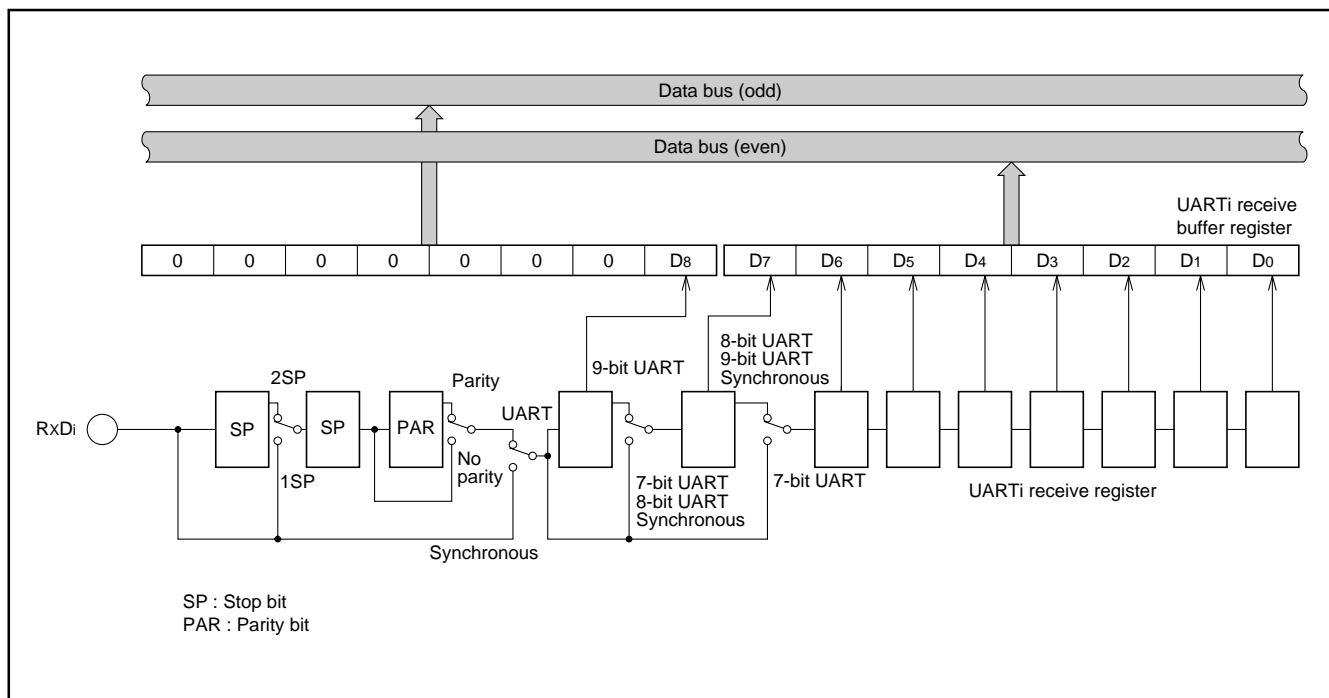 Data bus (odd)
Data bus (even)
UARTi receive
buffer register
0 0 0 0 0 0 0 D8 D7 D6 D5 D4 D3 D2 D1 D0
8-bit UART
9-bit UART
Synchronous
9-bit UART
2SP
Parity
UART
RxDi
SP
SP
PAR
1SP
No
parity
7-bit UART
8-bit UART
Synchronous
7-bit UART
UARTi receive register
Synchronous
SP : Stop bit
PAR : Parity bit